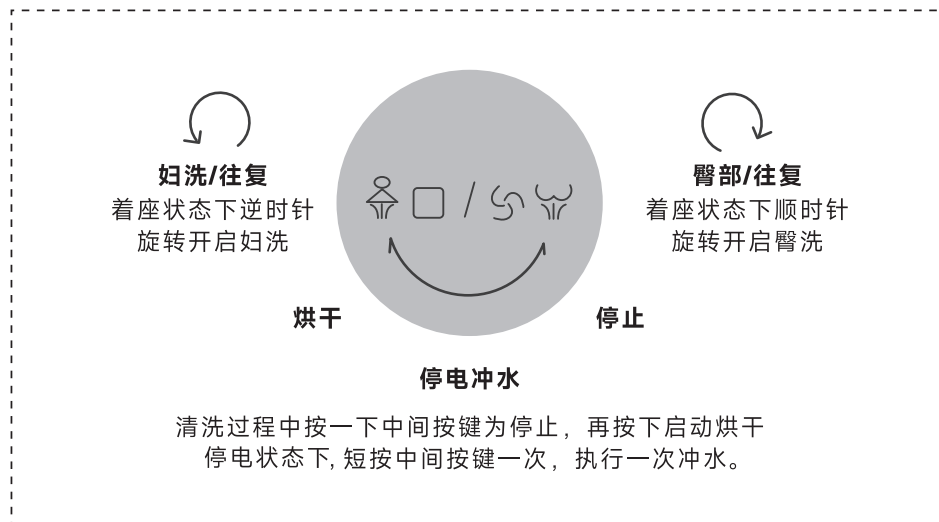 妇洗/往复
着座状态下逆时针
旋转开启妇洗
臀部/往复
着座状态下顺时针
旋转开启臀洗
/
烘干
停止
停电冲水
清洗过程中按一下中间按键为停止，再按下启动烘干
停电状态下,短按中间按键一次，执行一次冲水。